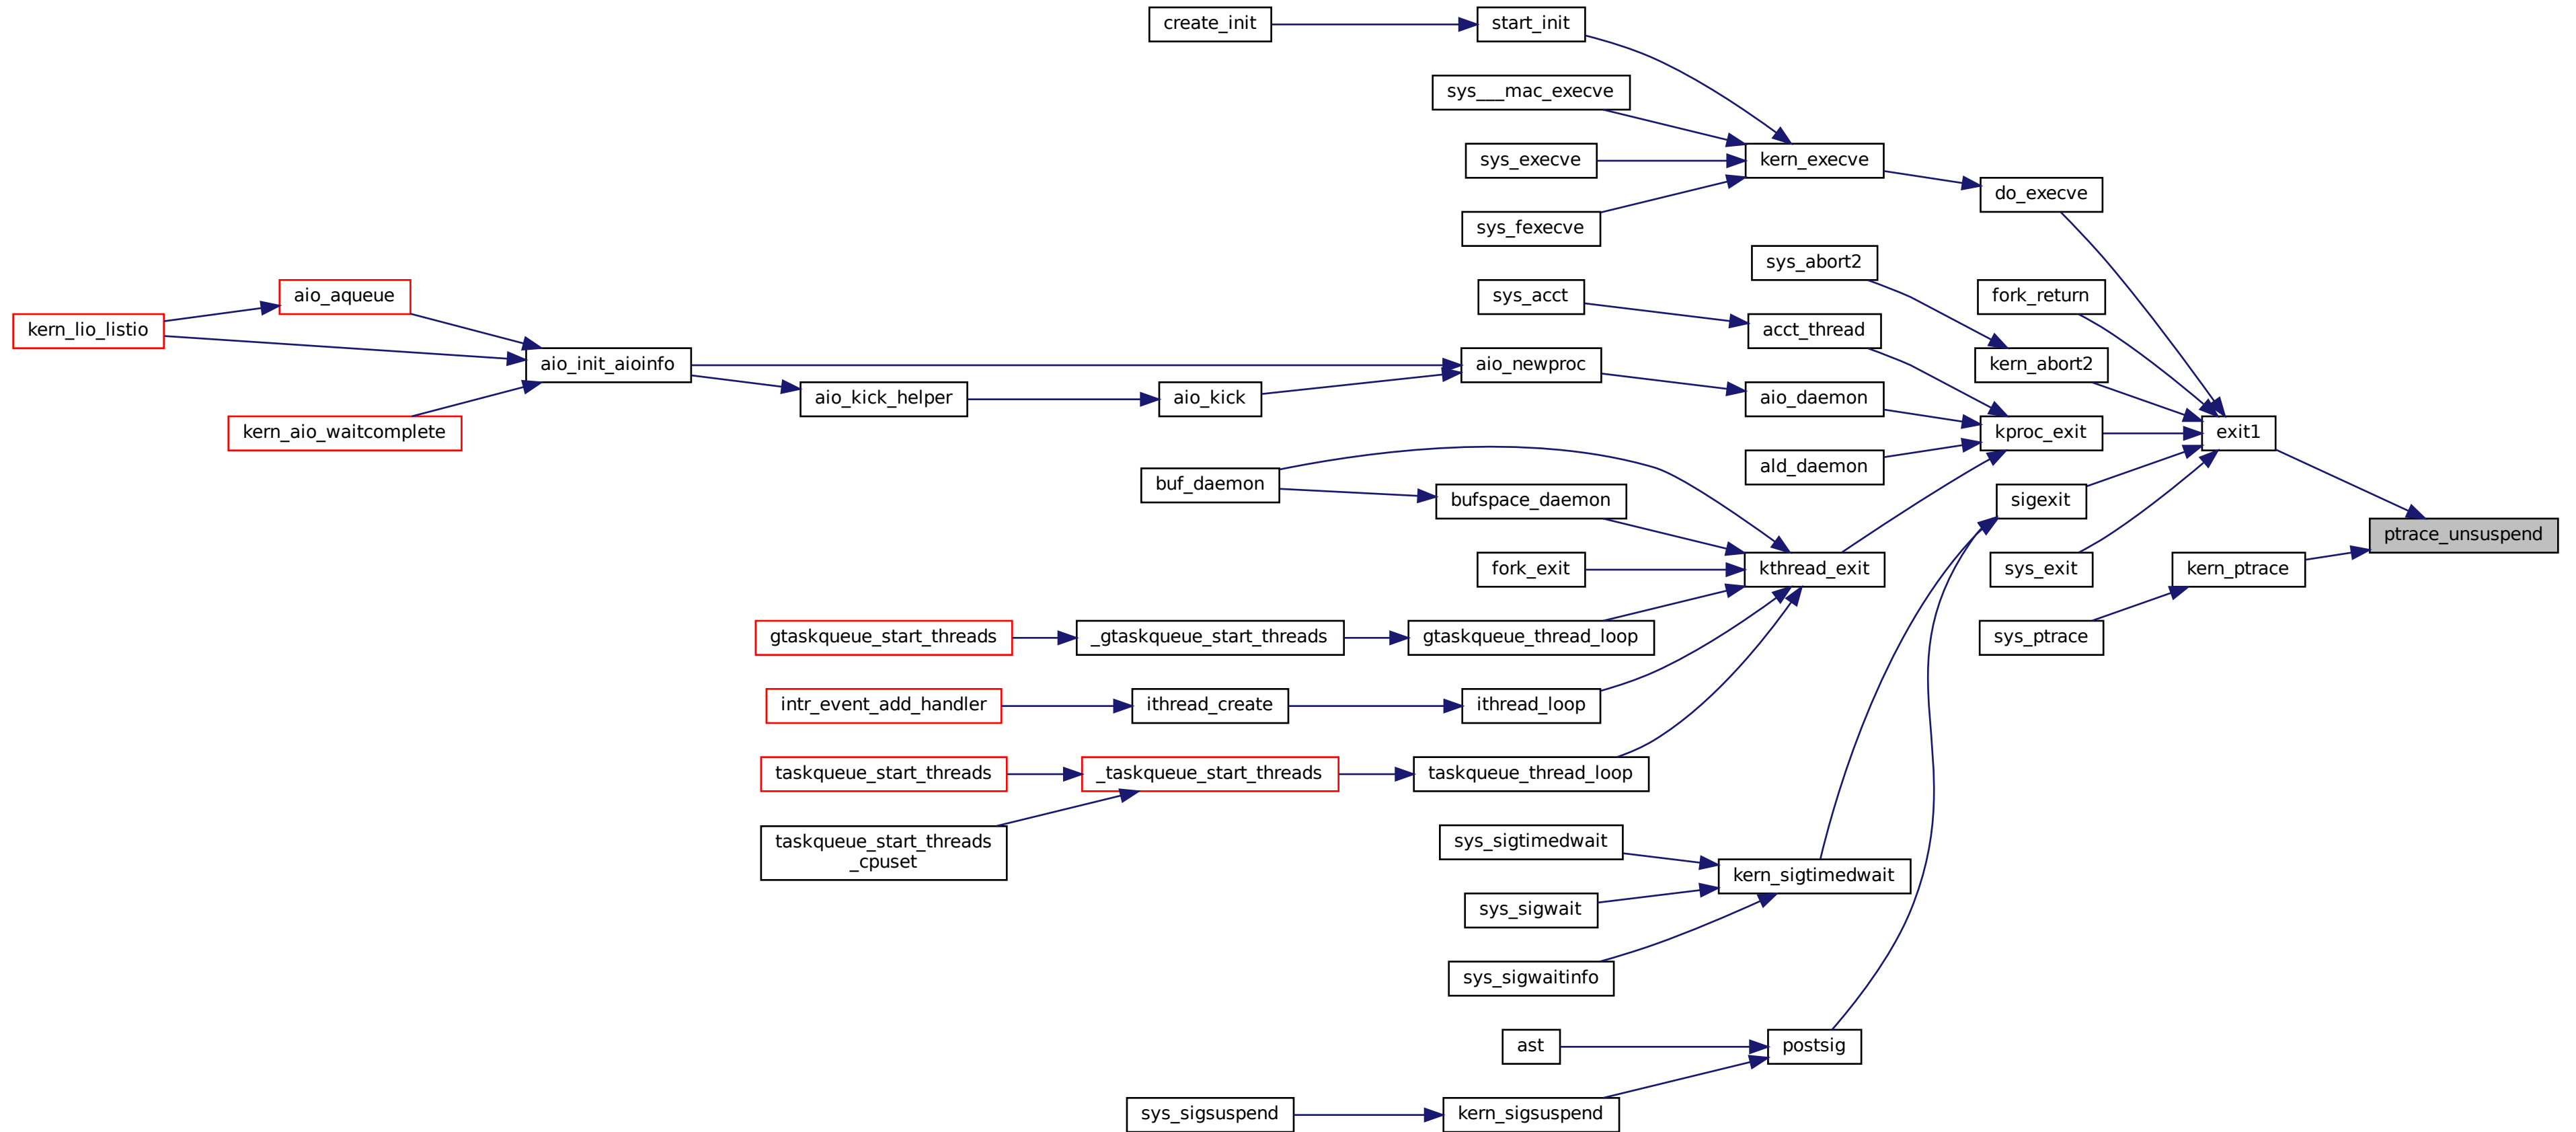 create_init
start_init
sys___mac_execve
sys_execve
kern_execve
do_execve
sys_fexecve
sys_abort2
aio_aqueue
sys_acct
fork_return
kern_lio_listio
acct_thread
aio_init_aioinfo
aio_newproc
kern_abort2
aio_kick_helper
aio_kick
aio_daemon
kern_aio_waitcomplete
kproc_exit
exit1
ald_daemon
buf_daemon
bufspace_daemon
sigexit
ptrace_unsuspend
fork_exit
kthread_exit
sys_exit
kern_ptrace
gtaskqueue_start_threads
_gtaskqueue_start_threads
gtaskqueue_thread_loop
sys_ptrace
intr_event_add_handler
ithread_create
ithread_loop
taskqueue_start_threads
_taskqueue_start_threads
taskqueue_thread_loop
taskqueue_start_threads
_cpuset
sys_sigtimedwait
kern_sigtimedwait
sys_sigwait
sys_sigwaitinfo
ast
postsig
sys_sigsuspend
kern_sigsuspend